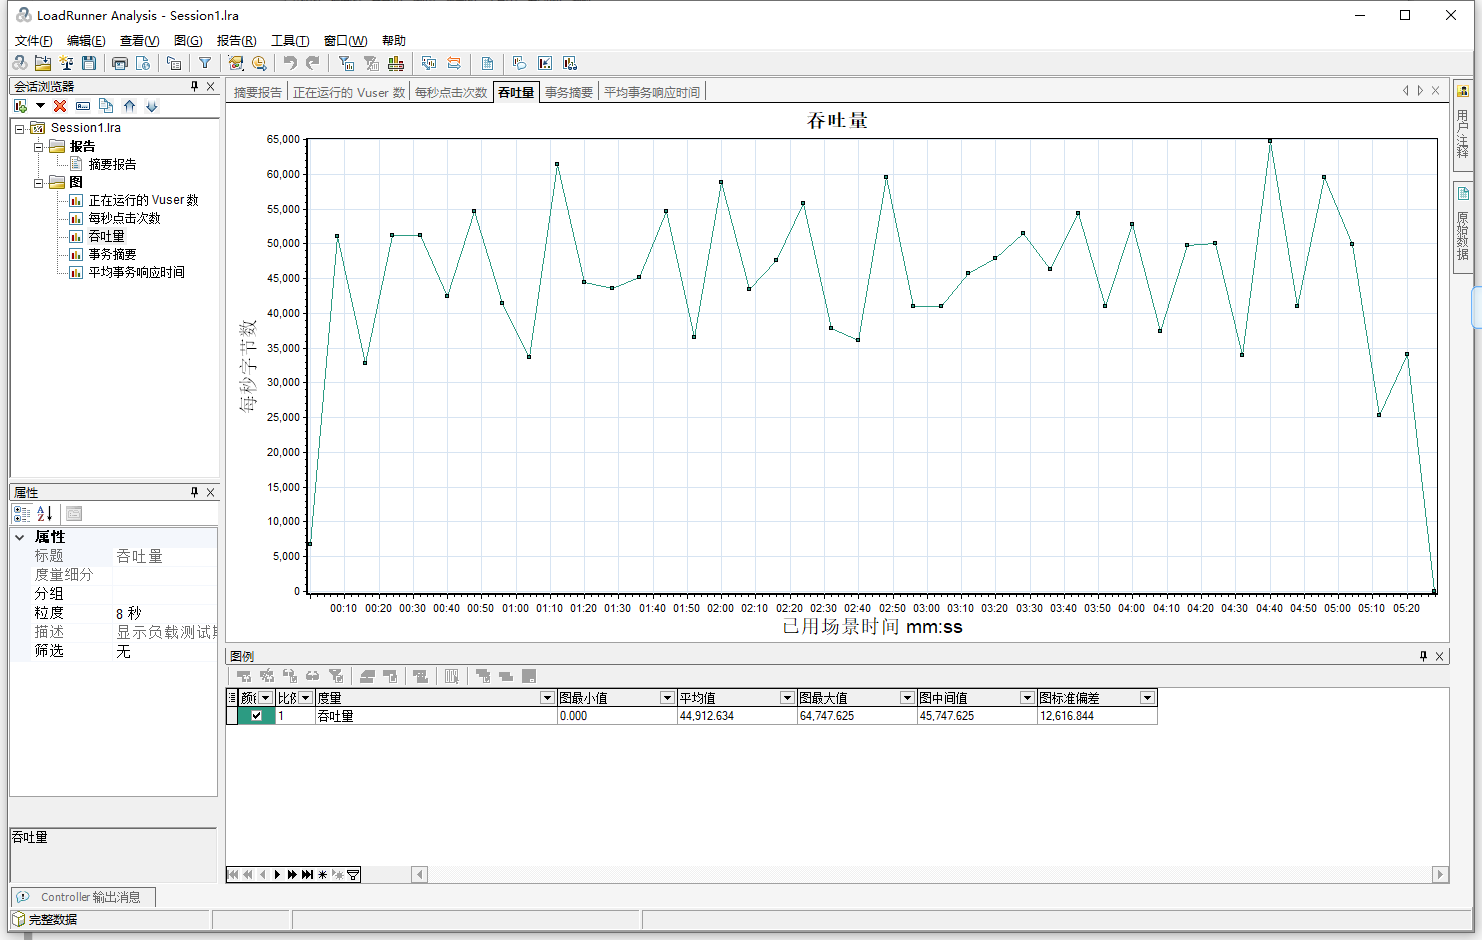 LoadRunner Analysis - Session1.lra
文件(F) 编辑(E) 查看(V) 图(G) 报告(R) 工具(T) 窗口(W) 帮助
会话浏览器
Session1.lra
报告
摘要报告
图
正在运行的 Vuser 数
每秒点击次数
吞吐量
事务摘要
平均事务响应时间
属性
属性
标题 吞吐量
度量细分
分组
粒度 8 秒
描述 显示负载测试期
筛选 无
吞吐量
摘要报告 正在运行的 Vuser 数 每秒点击次数 吞吐量 事务摘要 平均事务响应时间
吞吐量
每秒字节数
65,000
60,000
55,000
50,000
45,000
40,000
35,000
30,000
25,000
20,000
15,000
10,000
5,000
0
00:10 00:20 00:30 00:40 00:50 01:00 01:10 01:20 01:30 01:40 01:50 02:00 02:10 02:20 02:30 02:40 02:50 03:00 03:10 03:20 03:30 03:40 03:50 04:00 04:10 04:20 04:30 04:40 04:50 05:00 05:10 05:20
已用场景时间 mm:ss
用户注释
原始数据
图例
颜 比 度量 图最小值 平均值 图最大值 图中间值 图标准偏差
1 吞吐量 0.000 44,912.634 64,747.625 45,747.625 12,616.844
Controller 输出消息
完整数据